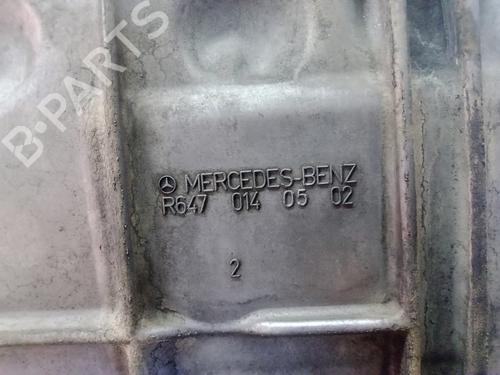 B-PARTS
MERCEDES-BENZ
R647 014 05 02
2